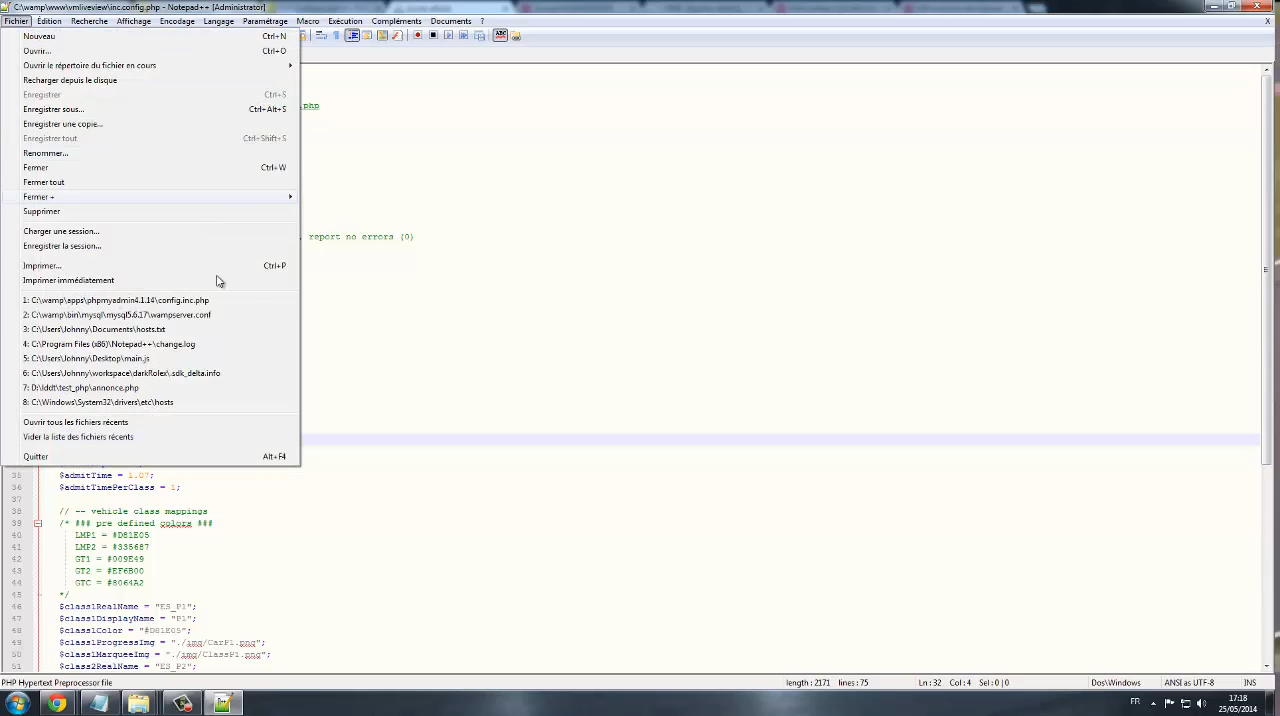 C:\wamp\www\vmliveview\inc.config.php - Notepad++ [Administrator]
Fichier Édition Recherche Affichage Encodage Langage Paramétrage Macro Exécution Compléments Documents ? X
Nouveau Ctrl+N
Ouvrir... Ctrl+O
Ouvrir le répertoire du fichier en cours
Recharger depuis le disque
Enregistrer Ctrl+S
Enregistrer sous... Ctrl+Alt+S
.php
Enregistrer une copie...
Enregistrer tout Ctrl+Shift+S
Renommer...
Fermer Ctrl+W
Fermer tout
Fermer +
Supprimer
Charger une session...
report no errors (0)
Enregistrer la session...
Imprimer... Ctrl+P
Imprimer immédiatement
1: C:\wamp\apps\phpmyadmin4.1.14\config.inc.php
2: C:\wamp\bin\mysql\mysql5.6.17\wampserver.conf
3: C:\Users\Johnny\Documents\hosts.txt
4: C:\Program Files (x86)\Notepad++\change.log
5: C:\Users\Johnny\Desktop\main.js
6: C:\Users\Johnny\workspace\darkRolex\.sdk_delta.info
7: D:\lddt\test_php\annonce.php
8: C:\Windows\System32\drivers\etc\hosts
Ouvrir tous les fichiers récents
Vider la liste des fichiers récents
Quitter Alt+F4
35 $admitTime = 1.07;
36 $admitTimePerClass = 1;
37
38 // -- vehicle class mappings
39 /* ### pre defined colors ###
40 LMP1 = #D81E05
41 LMP2 = #335687
42 GT1 = #009E49
43 GT2 = #EF6B00
44 GTC = #8064A2
45 */
46 $class1RealName = "ES_P1";
47 $class1DisplayName = "P1";
48 $class1Color = "#D81E05";
49 $class1ProgressImg = "./img/CarP1.png";
50 $class1MarqueeImg = "./img/ClassP1.png";
51 $class2RealName = "ES_P2";
PHP Hypertext Preprocessor file length : 2171 lines : 75 Ln : 32 Col : 4 Sel : 0 | 0 Dos\Windows ANSI as UTF-8 INS
FR 17:18
25/05/2014